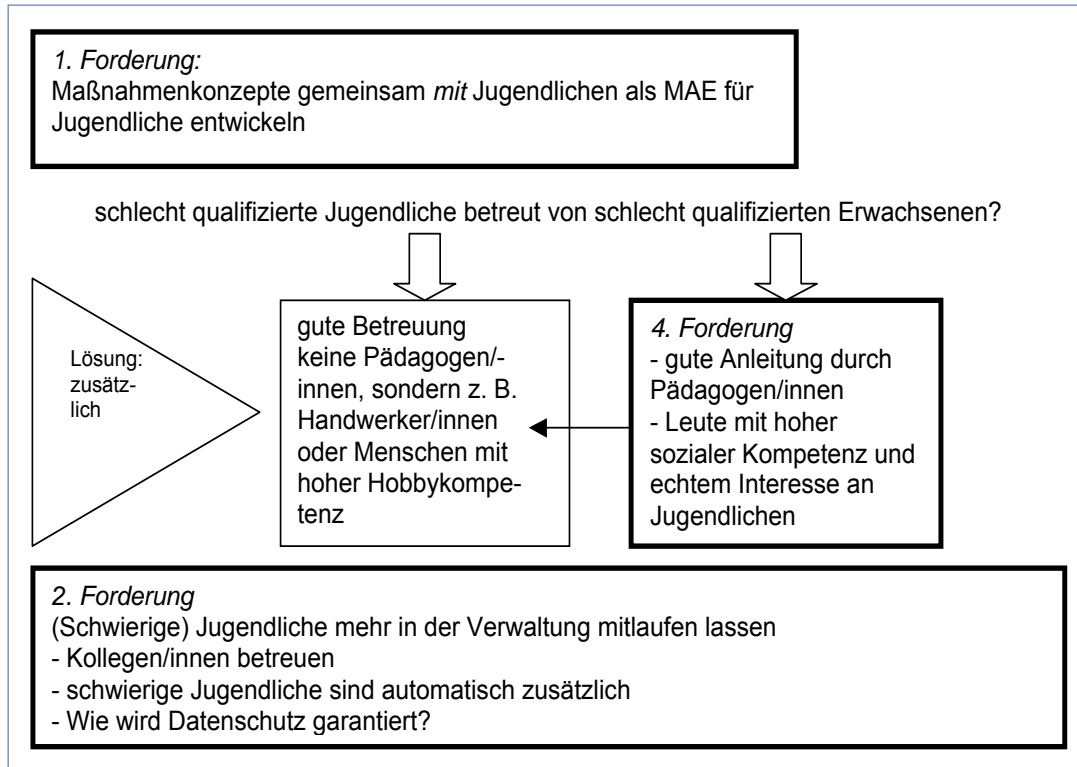 1. Forderung:
Maßnahmenkonzepte gemeinsam mit Jugendlichen als MAE für
Jugendliche entwickeln
schlecht qualifizierte Jugendliche betreut von schlecht qualifizierten Erwachsenen?
Lösung:
zusätz-
lich
gute Betreuung
keine Pädagogen/-
innen, sondern z. B.
Handwerker/innen
oder Menschen mit
hoher Hobbykompe-
tenz
4. Forderung
- gute Anleitung durch
Pädagogen/innen
- Leute mit hoher
sozialer Kompetenz und
echtem Interesse an
Jugendlichen
2. Forderung
(Schwierige) Jugendliche mehr in der Verwaltung mitlaufen lassen
- Kollegen/innen betreuen
- schwierige Jugendliche sind automatisch zusätzlich
- Wie wird Datenschutz garantiert?